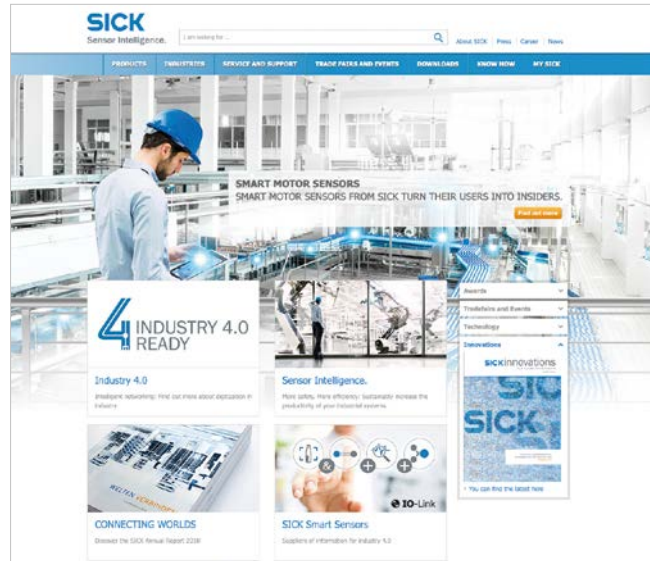 SICK
Sensor Intelligence.
I am looking for ...
About SICK
Press
Career
News
PRODUCTS
INDUSTRIES
SERVICE AND SUPPORT
TRADE FAIRS AND EVENTS
DOWNLOADS
KNOW HOW
MY SICK
SMART MOTOR SENSORS
SMART MOTOR SENSORS FROM SICK TURN THEIR USERS INTO INSIDERS.
Find out more
4.0
INDUSTRY 4.0
READY
Industry 4.0
Intelligent networking: Find out more about digitization in
industry
Sensor Intelligence.
More safety. More efficiency: Sustainably increase the
productivity of your industrial systems
Awards
Tradefairs and Events
Technology
Innovations
SICKinnovations
SICK
SICK
You can find the latest here
WELTEN VERBINDEN
CONNECTING WORLDS
Discover the SICK Annual Report
& + +
IO-Link
SICK Smart Sensors
Suppliers of information for Industry 4.0